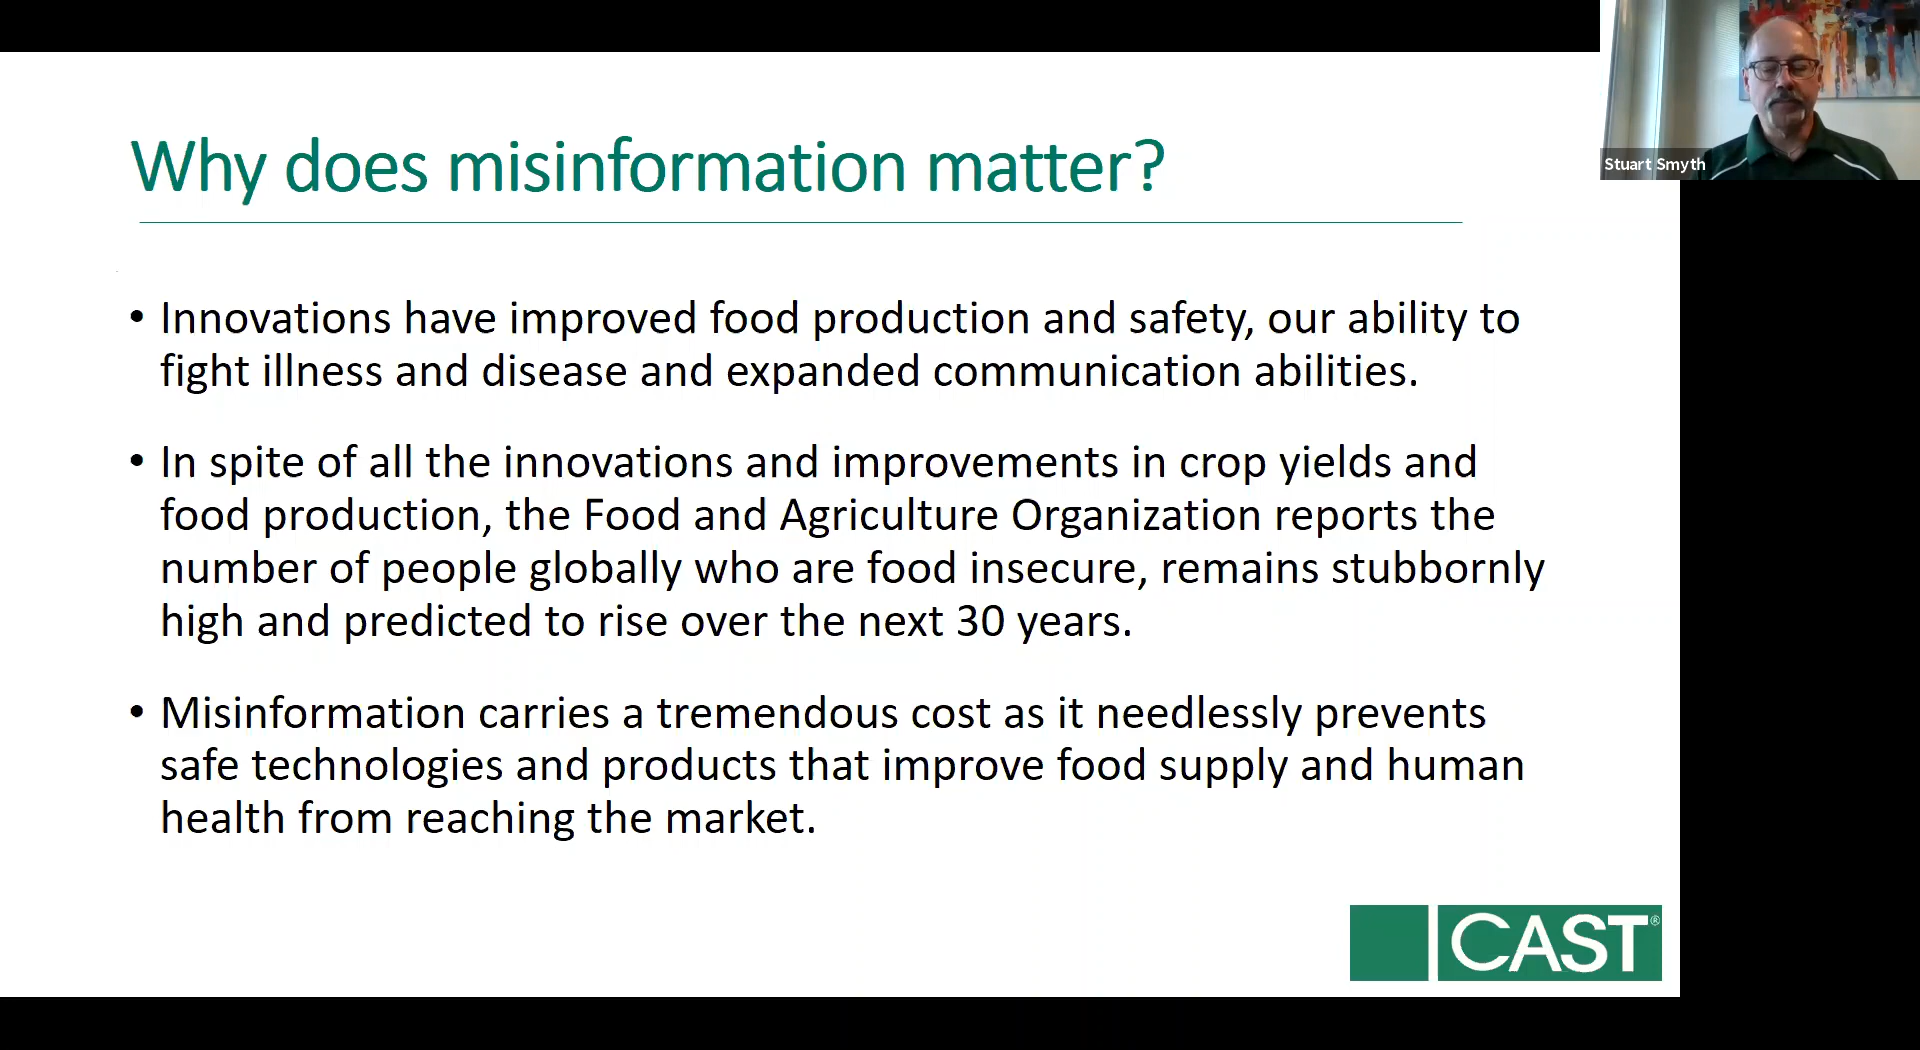 Why does misinformation matter?
Stuart Smyth
• Innovations have improved food production and safety, our ability to
fight illness and disease and expanded communication abilities.
• In spite of all the innovations and improvements in crop yields and
food production, the Food and Agriculture Organization reports the
number of people globally who are food insecure, remains stubbornly
high and predicted to rise over the next 30 years.
• Misinformation carries a tremendous cost as it needlessly prevents
safe technologies and products that improve food supply and human
health from reaching the market.
CAST®